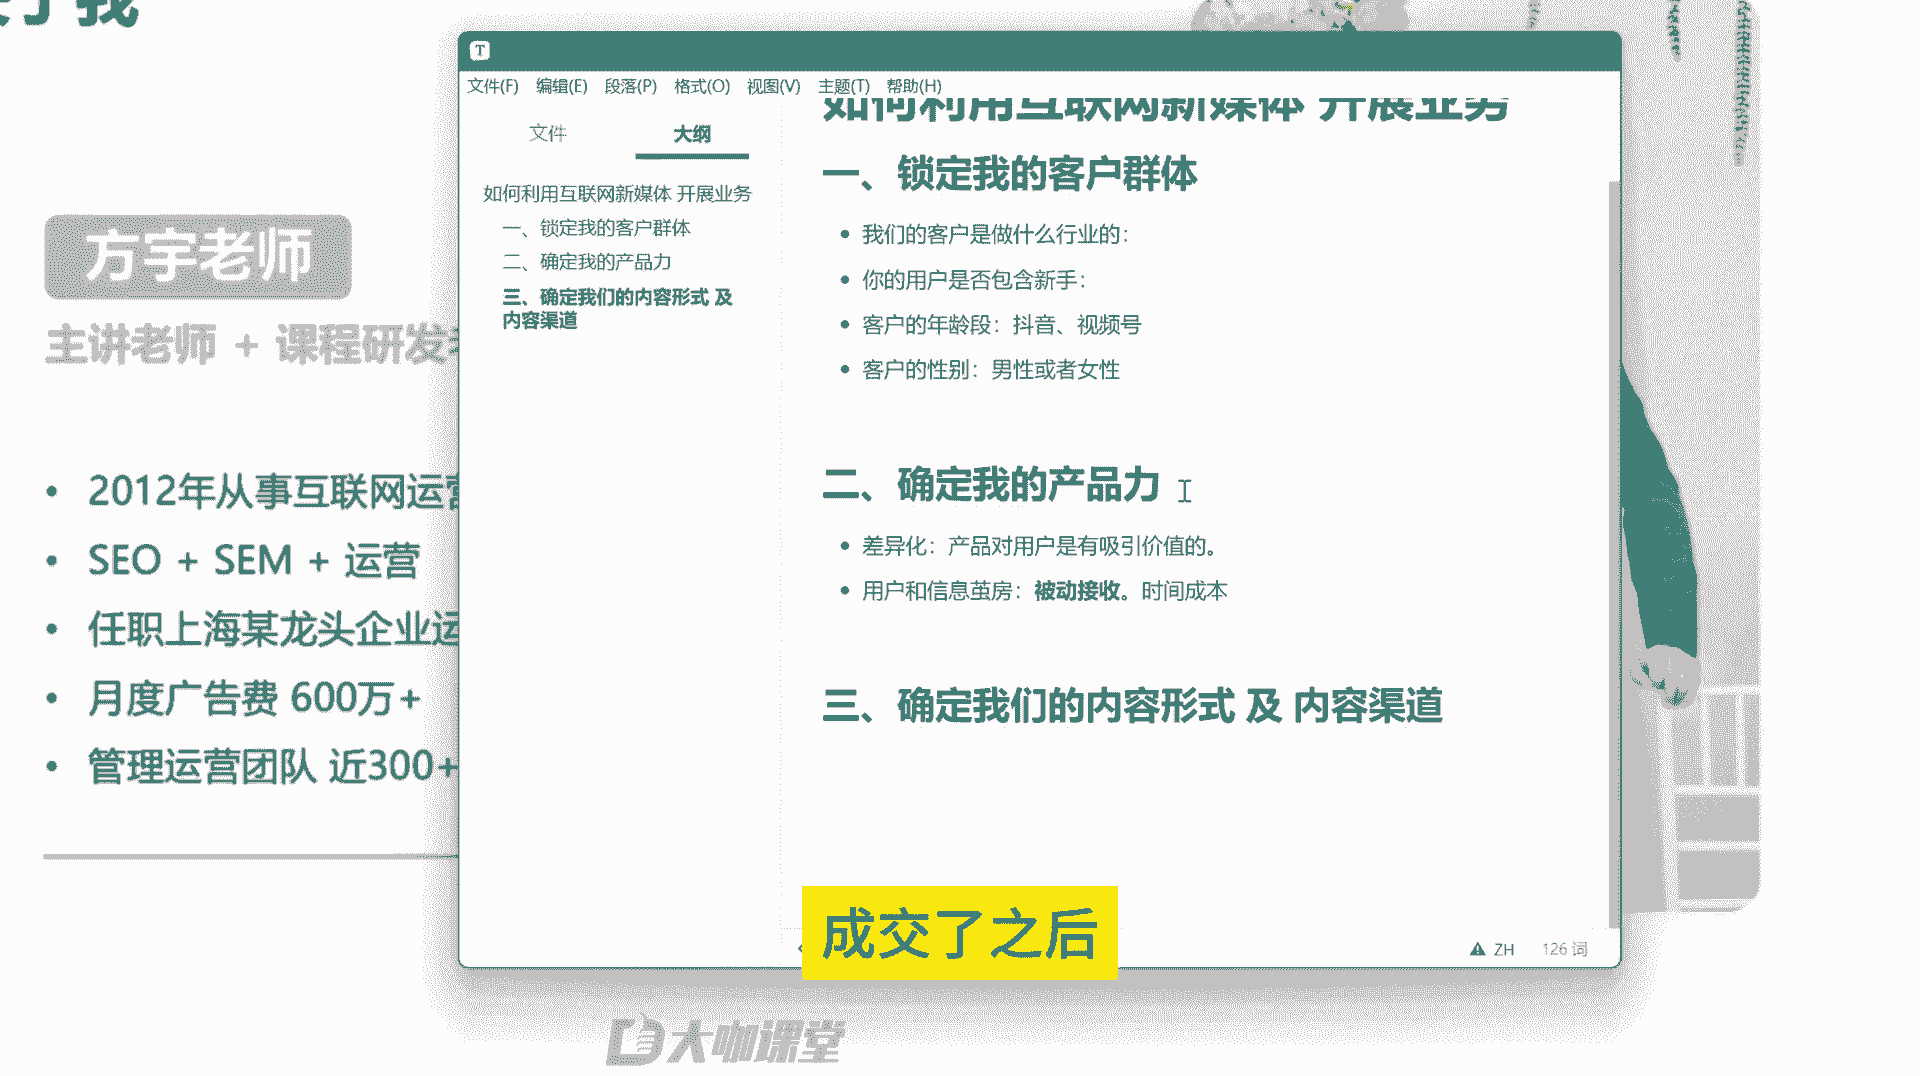 方宇老师
主讲老师 + 课程研发
2012年从事互联网运营
SEO + SEM + 运营
任职上海某龙头企业运
月度广告费 600万+
管理运营团队 近300+
T
文件(F) 编辑(E) 段落(P) 格式(O) 视图(V) 主题(T) 帮助(H)
文件 大纲
如何利用互联网新媒体 开展业务
一、锁定我的客户群体
二、确定我的产品力
三、确定我们的内容形式 及
内容渠道
如何利用互联网新媒体 开展业务
一、锁定我的客户群体
我们的客户是做什么行业的:
你的用户是否包含新手:
客户的年龄段：抖音、视频号
客户的性别：男性或者女性
二、确定我的产品力
差异化：产品对用户是有吸引价值的。
用户和信息茧房：被动接收。时间成本
三、确定我们的内容形式 及 内容渠道
成交了之后
ZH 126 词
大咖课堂